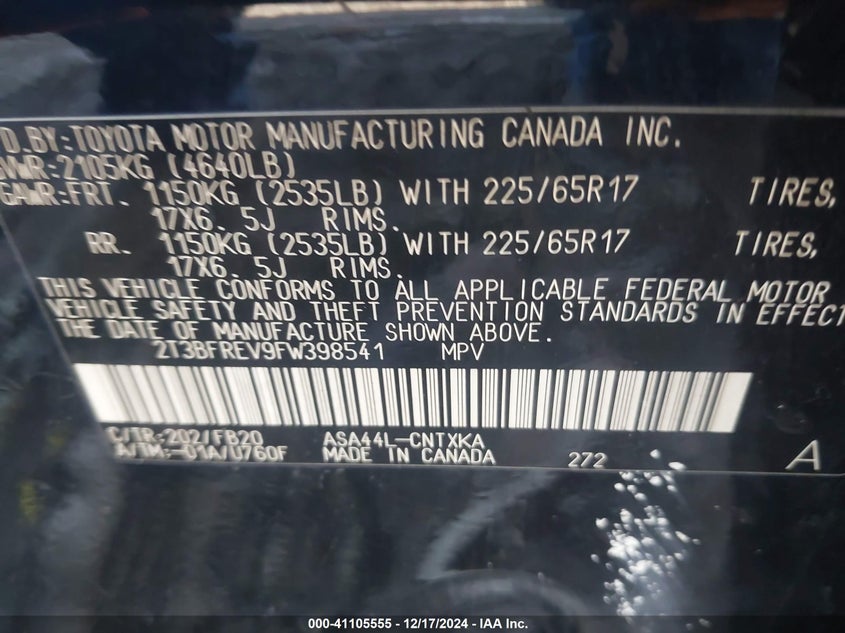 D.BY:TOYOTA MOTOR MANUFACTURING CANADA INC.
VWR:2105KG (4640LB)
GAWR:FRT. 1150KG (2535LB) WITH 225/65R17 TIRES,
17X6.5J RIMS.
RR. 1150KG (2535LB) WITH 225/65R17 TIRES,
17X6.5J RIMS.
THIS VEHICLE CONFORMS TO ALL APPLICABLE FEDERAL MOTOR
VEHICLE SAFETY AND THEFT PREVENTION STANDARDS IN EFFECT
THE DATE OF MANUFACTURE SHOWN ABOVE.
2T3BFREV9FW398541 MPV
C/TR:202/FB20 ASA44L-CNTXKA
A/TM:-01A/U760F MADE IN CANADA 272 A
000-41105555 - 12/17/2024 - IAA Inc.